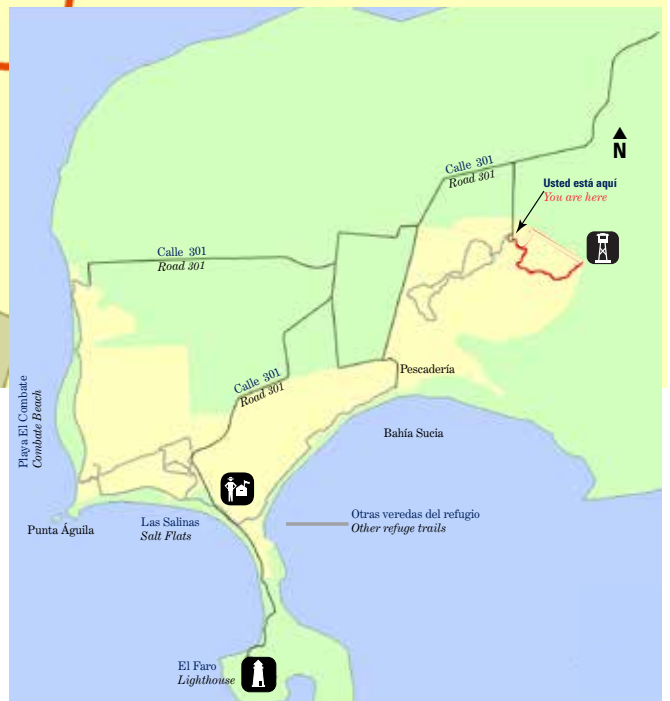 Calle 301
Road 301
N
Usted está aquí
You are here
Calle 301
Road 301
Calle 301
Road 301
Pescadería
Playa El Combate
Combate Beach
Bahía Sucia
Punta Águila
Las Salinas
Salt Flats
Otras veredas del refugio
Other refuge trails
El Faro
Lighthouse